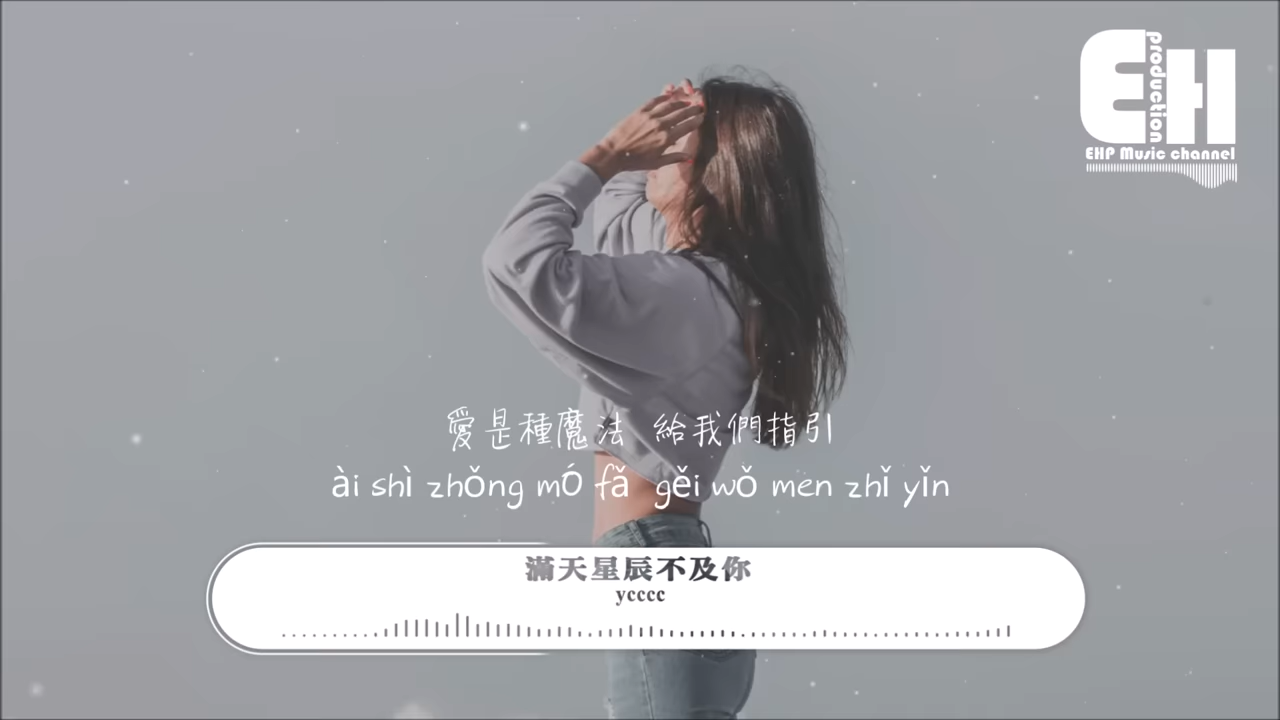 EH
production
EHP Music channel
愛是種魔法 給我們指引
ài shì zhǒng mó fǎ gěi wǒ men zhǐ yǐn
滿天星辰不及你
ycccc